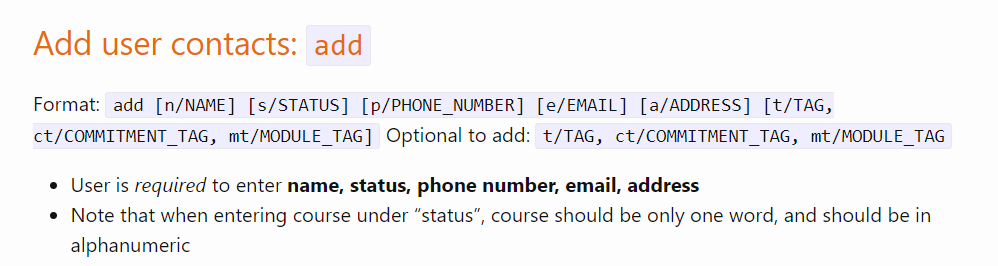 Add user contacts: add
Format: add [n/NAME] [s/STATUS] [p/PHONE_NUMBER] [e/EMAIL] [a/ADDRESS] [t/TAG,
ct/COMMITMENT_TAG, mt/MODULE_TAG] Optional to add: t/TAG, ct/COMMITMENT_TAG, mt/MODULE_TAG
• User is required to enter name, status, phone number, email, address
• Note that when entering course under “status”, course should be only one word, and should be in
alphanumeric